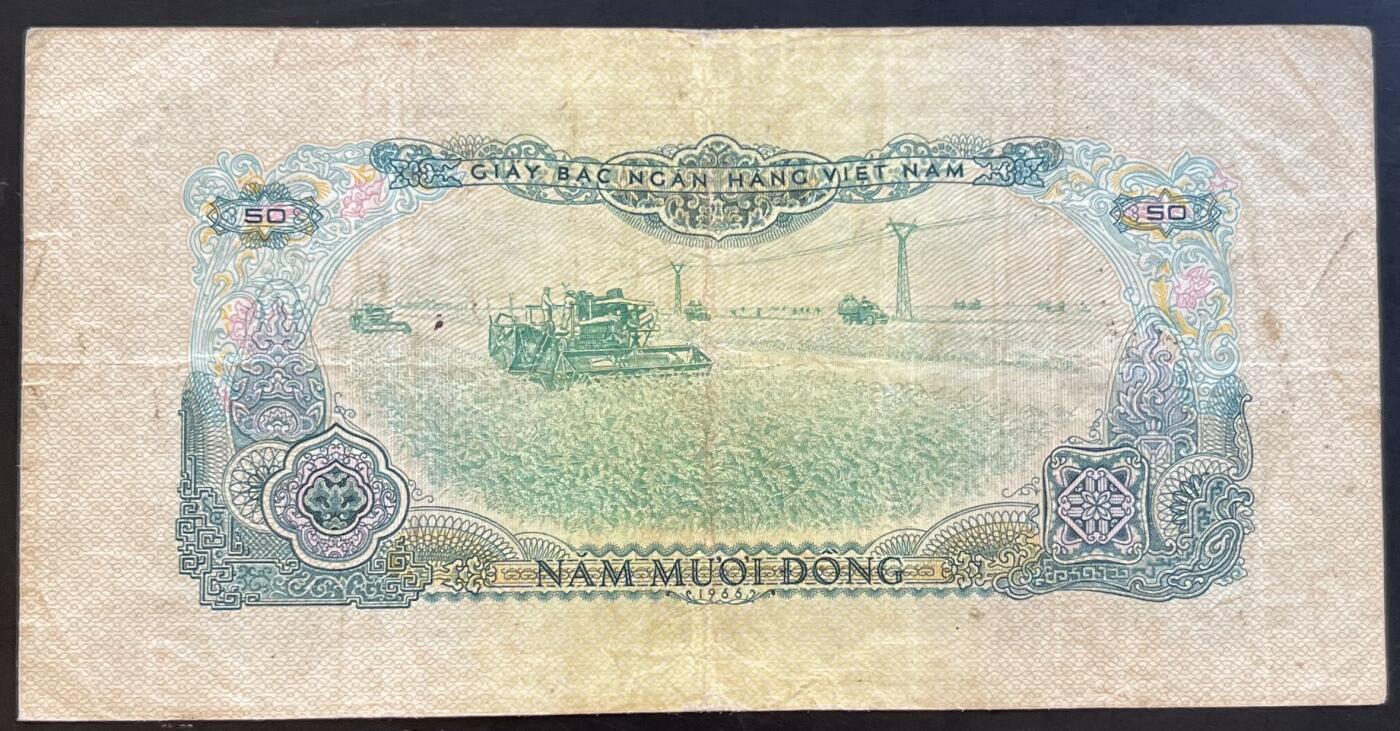 GIẤY BẠC NGÂN HÀNG VIỆT NAM
50 50
NĂM MƯƠI ĐỒNG
1966